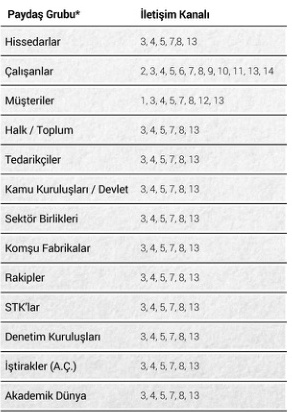 Paydaş Grubu* İletişim Kanalı
Hissedarlar 3, 4, 5, 7,8, 13
Çalışanlar 2, 3, 4, 5, 6, 7, 8, 9, 10, 11, 13, 14
Müşteriler 1, 3, 4, 5, 7, 8, 12, 13
Halk / Toplum 3, 4, 5, 7, 8, 13
Tedarikçiler 3, 4, 5, 7, 8, 13
Kamu Kuruluşları / Devlet 3, 4, 5, 7, 8, 13
Sektör Birlikleri 3, 4, 5, 7, 8, 13
Komşu Fabrikalar 3, 4, 5, 7, 8, 13
Rakipler 3, 4, 5, 7, 8, 13
STK'lar 3, 4, 5, 7, 8, 13
Denetim Kuruluşları 3, 4, 5, 7, 8, 13
İştirakler (A.Ç.) 3, 4, 5, 7, 8, 13
Akademik Dünya 3, 4, 5, 7, 8, 13